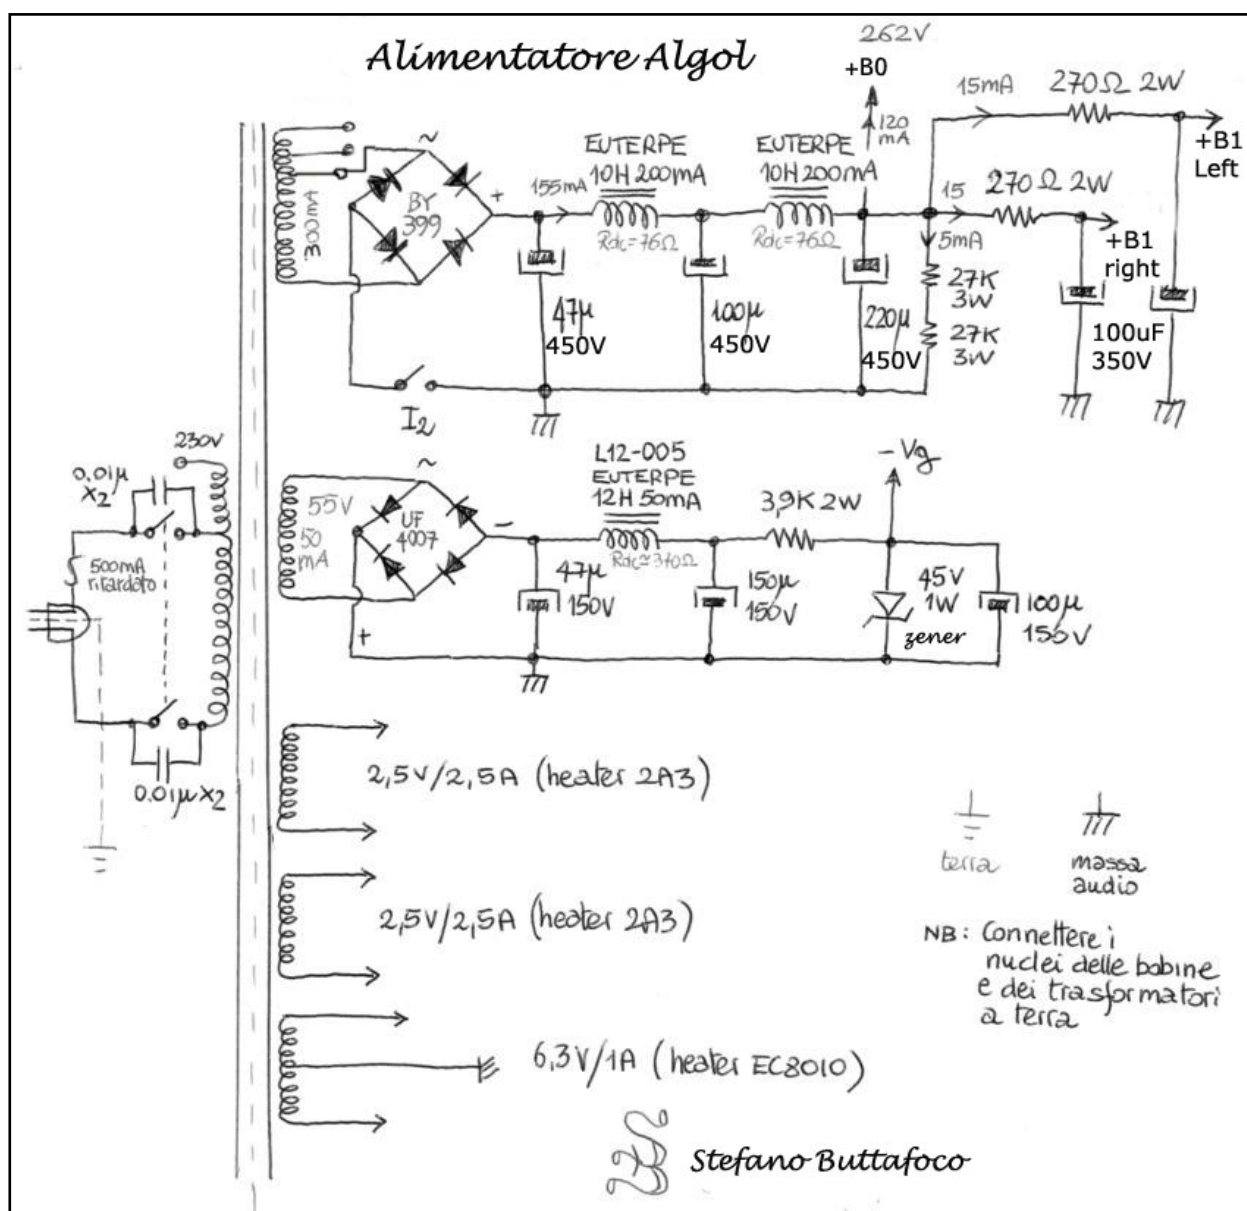 Alimentatore Algol
262V
+B0
120
mA
15mA
270Ω 2W
+B1
Left
~
EUTERPE
10H 200mA
EUTERPE
10H 200mA
300mA
BY
399
+
155mA
Rdc=76Ω
Rdc=76Ω
15
270Ω 2W
5mA
+B1
right
27K
3W
27K
3W
47µ
450V
100µ
450V
220µ
450V
100uF
350V
I2
230V
0.01µ
X2
500mA
ritardato
0.01µ X2
~
55V
50
mA
UF
4007
-
+
L12-005
EUTERPE
12H 50mA
Rdc≈340Ω
3,9K 2W
-Vg
47µ
150V
150µ
150V
45V
1W
zener
100µ
150V
2,5V/2,5A (heater 2A3)
2,5V/2,5A (heater 2A3)
6,3V/1A (heater EC8010)
terra
massa
audio
NB: Connettere i
nuclei delle bobine
e dei trasformatori
a terra
Stefano Buttafoco